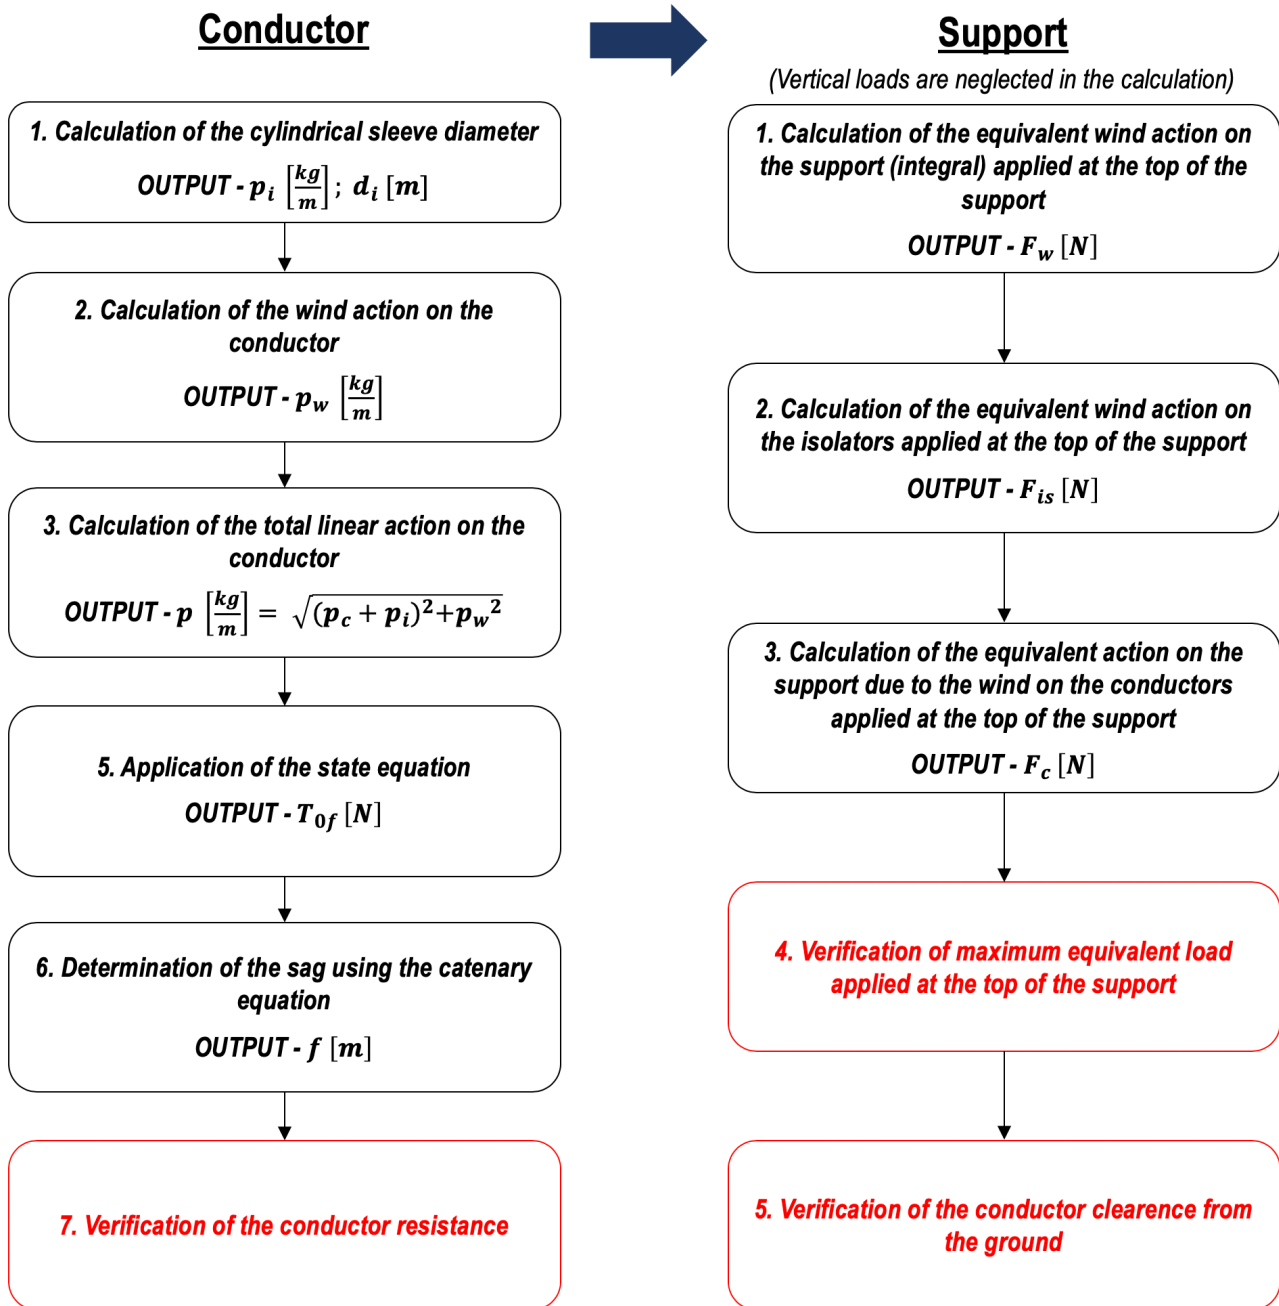 Conductor
1. Calculation of the cylindrical sleeve diameter
OUTPUT - p_i [kg/m] ; d_i [m]
2. Calculation of the wind action on the
conductor
OUTPUT - p_w [kg/m]
3. Calculation of the total linear action on the
conductor
OUTPUT - p [kg/m] = √((p_c + p_i)²+p_w²)
5. Application of the state equation
OUTPUT - T_0f [N]
6. Determination of the sag using the catenary
equation
OUTPUT - f [m]
7. Verification of the conductor resistance
Support
(Vertical loads are neglected in the calculation)
1. Calculation of the equivalent wind action on
the support (integral) applied at the top of the
support
OUTPUT - F_w [N]
2. Calculation of the equivalent wind action on
the isolators applied at the top of the support
OUTPUT - F_is [N]
3. Calculation of the equivalent action on the
support due to the wind on the conductors
applied at the top of the support
OUTPUT - F_c [N]
4. Verification of maximum equivalent load
applied at the top of the support
5. Verification of the conductor clearence from
the ground